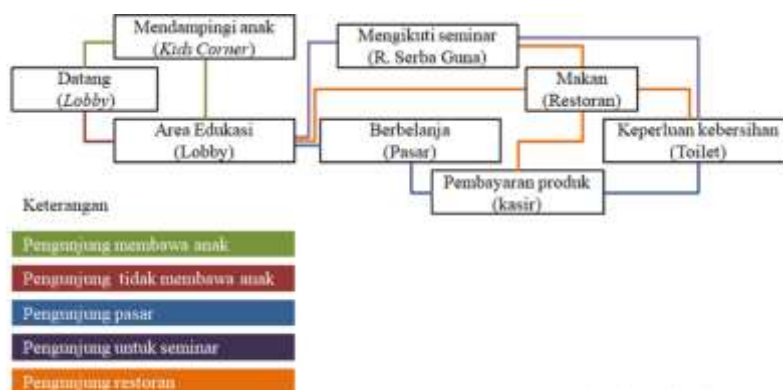 Mendampingi anak
(Kids Corner)
Mengikuti seminar
(R. Serba Guna)
Datang
(Lobby)
Makan
(Restoran)
Area Edukasi
(Lobby)
Berbelanja
(Pasar)
Keperluan kebersihan
(Toilet)
Pembayaran produk
(kasir)
Keterangan
Pengunjung membawa anak
Pengunjung tidak membawa anak
Pengunjung pasar
Pengunjung untuk seminar
Pengunjung restoran